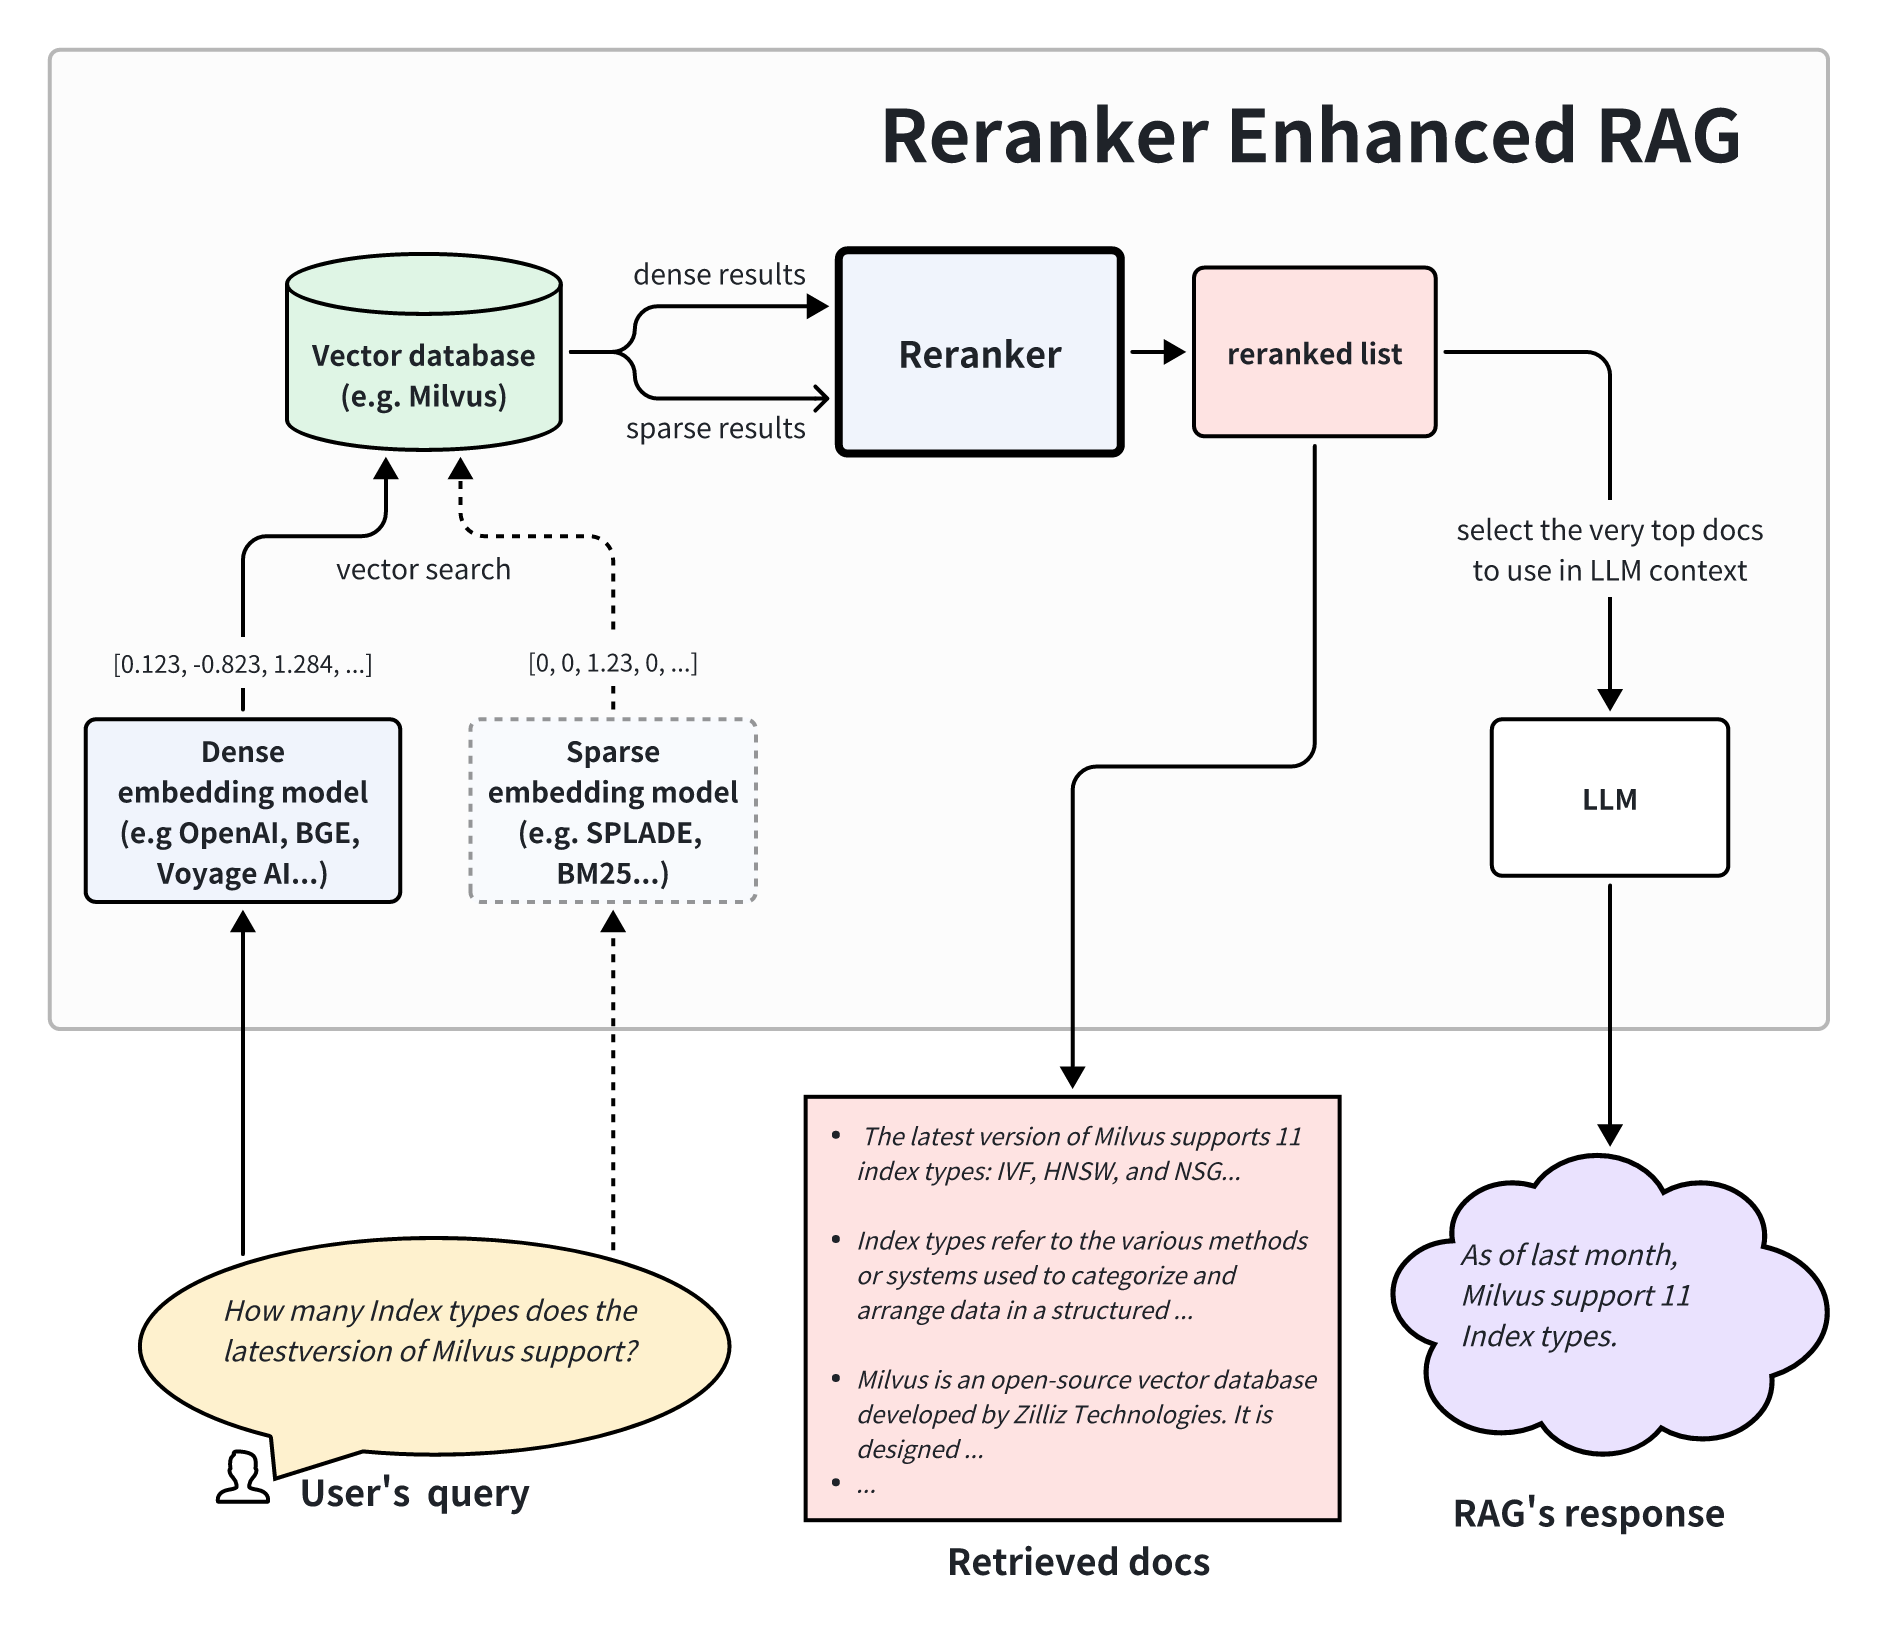 Reranker Enhanced RAG
dense results
Vector database
(e.g. Milvus)
sparse results
Reranker
reranked list
vector search
select the very top docs
to use in LLM context
[0.123, -0.823, 1.284, ...]
[0, 0, 1.23, 0, ...]
Dense
embedding model
(e.g OpenAI, BGE,
Voyage AI...)
Sparse
embedding model
(e.g. SPLADE,
BM25...)
LLM
How many Index types does the
latestversion of Milvus support?
User's query
• The latest version of Milvus supports 11
index types: IVF, HNSW, and NSG...
• Index types refer to the various methods
or systems used to categorize and
arrange data in a structured ...
• Milvus is an open-source vector database
developed by Zilliz Technologies. It is
designed ...
• ...
Retrieved docs
As of last month,
Milvus support 11
Index types.
RAG's response